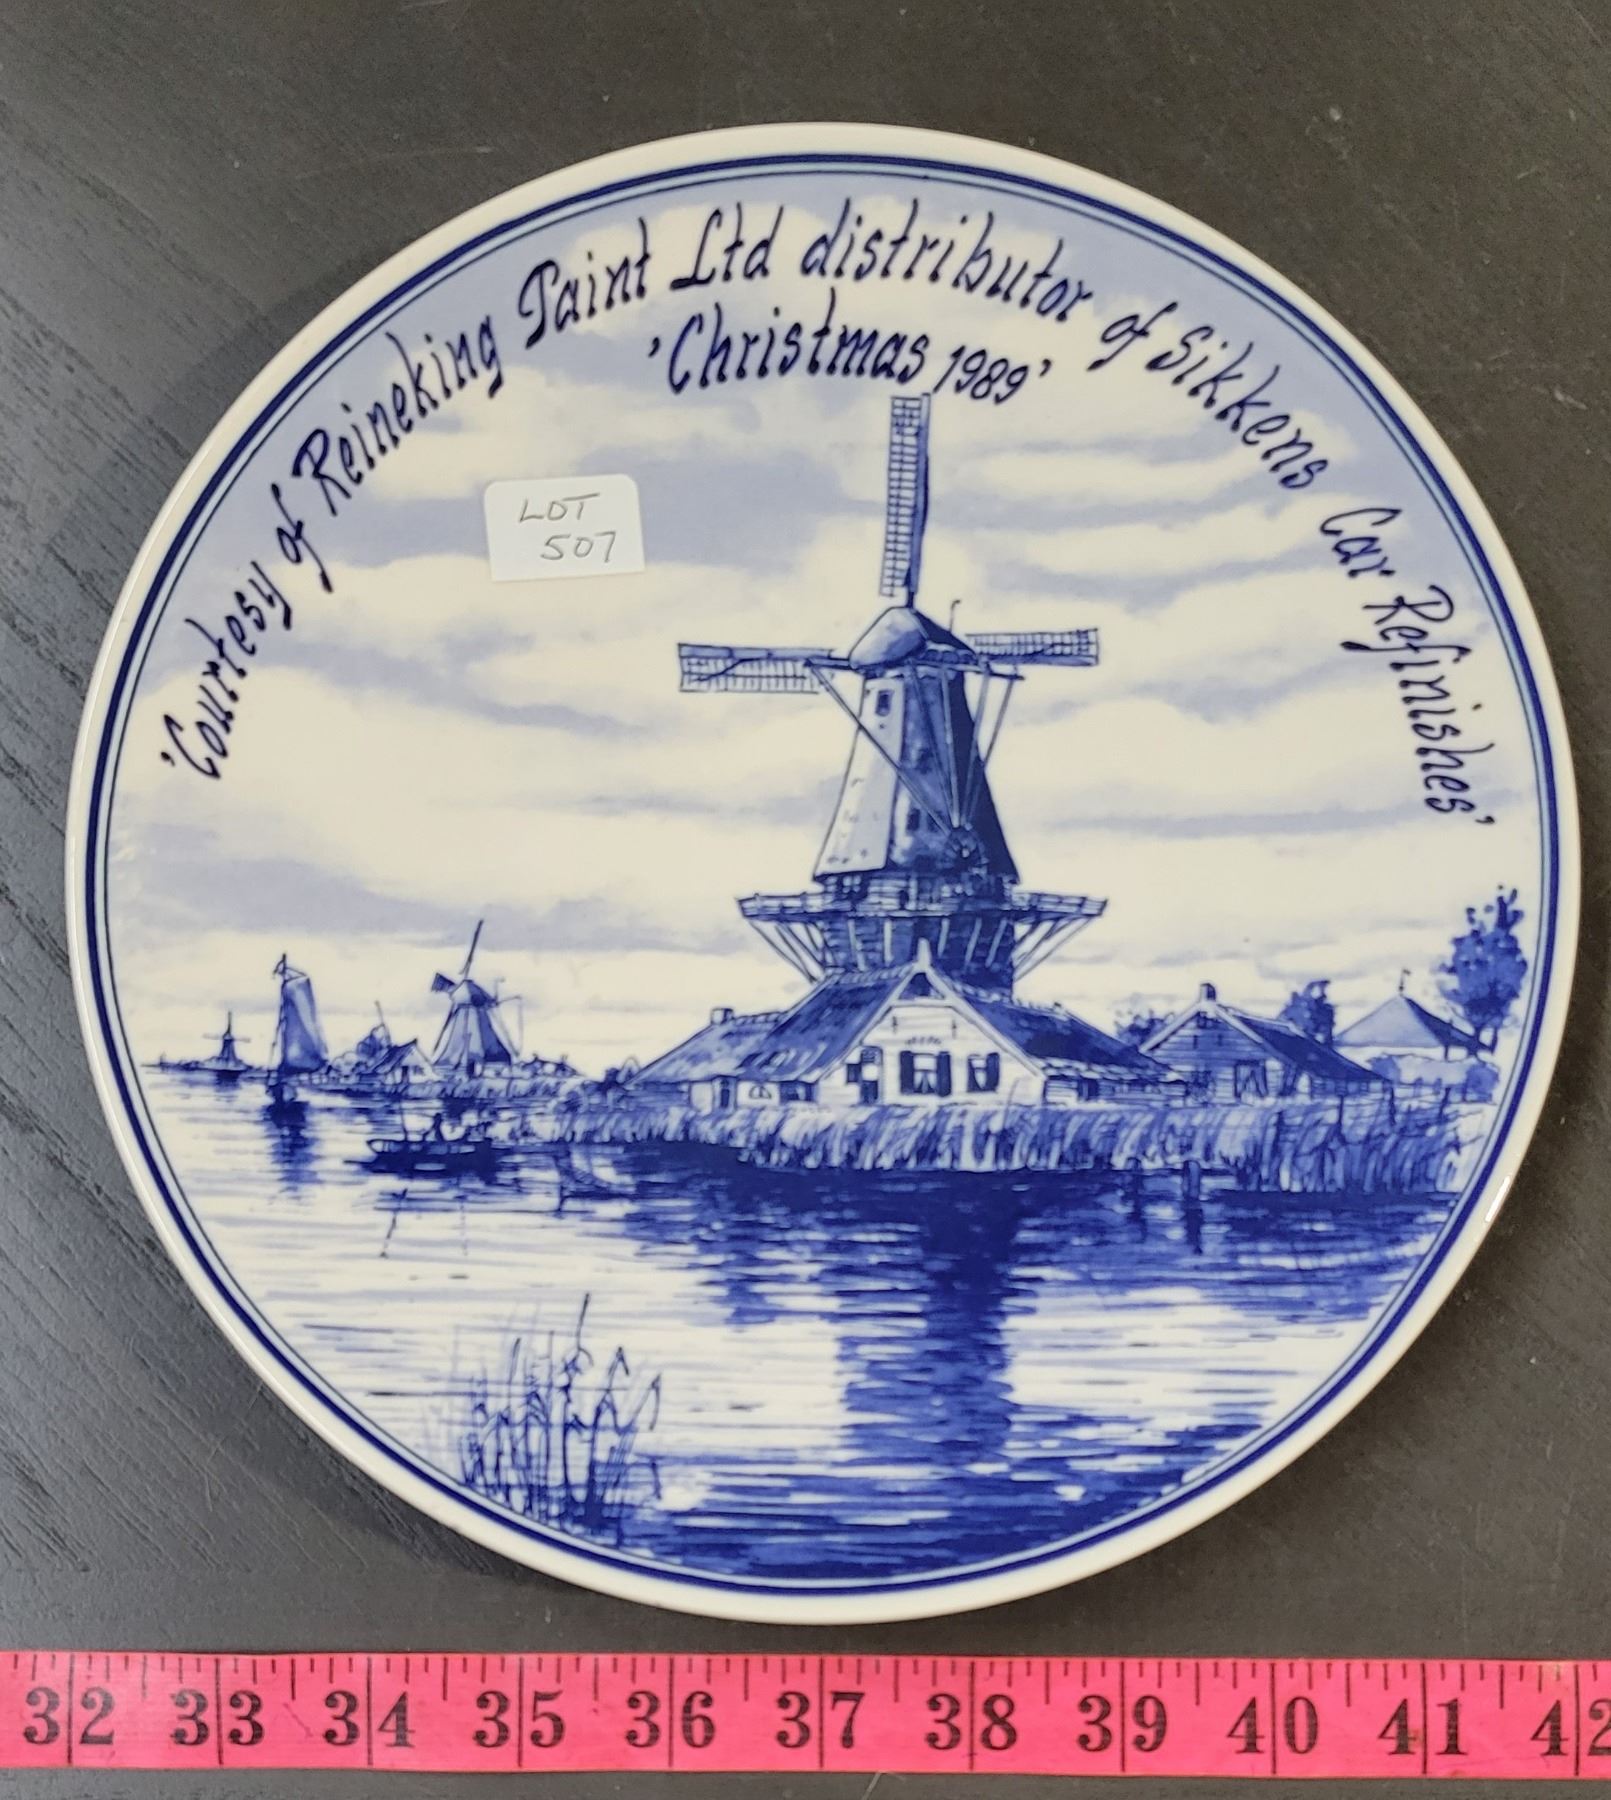 'Courtesy of Reineking Paint Ltd distributor of Sikkens Car Refinishes'
'Christmas 1989'
LOT
507
32 33 34 35 36 37 38 39 40 41 42